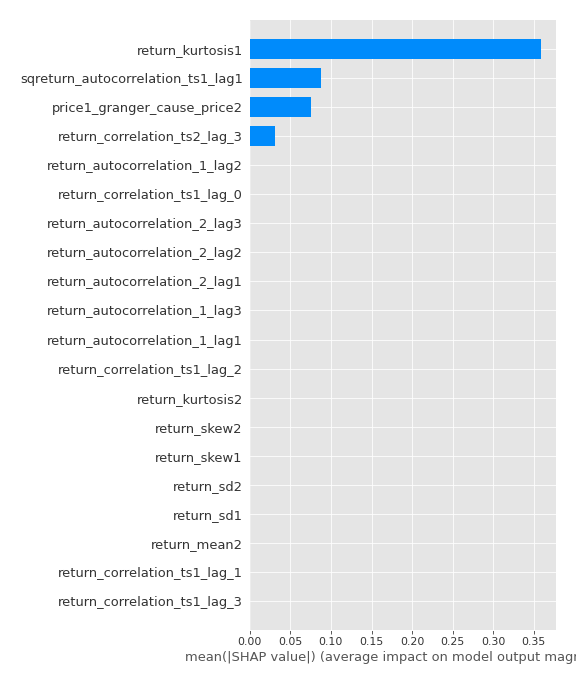 return_kurtosis1
sqreturn_autocorrelation_ts1_lag1
price1_granger_cause_price2
return_correlation_ts2_lag_3
return_autocorrelation_1_lag2
return_correlation_ts1_lag_0
return_autocorrelation_2_lag3
return_autocorrelation_2_lag2
return_autocorrelation_2_lag1
return_autocorrelation_1_lag3
return_autocorrelation_1_lag1
return_correlation_ts1_lag_2
return_kurtosis2
return_skew2
return_skew1
return_sd2
return_sd1
return_mean2
return_correlation_ts1_lag_1
return_correlation_ts1_lag_3
0.00 0.05 0.10 0.15 0.20 0.25 0.30 0.35
mean(|SHAP value|) (average impact on model output magn